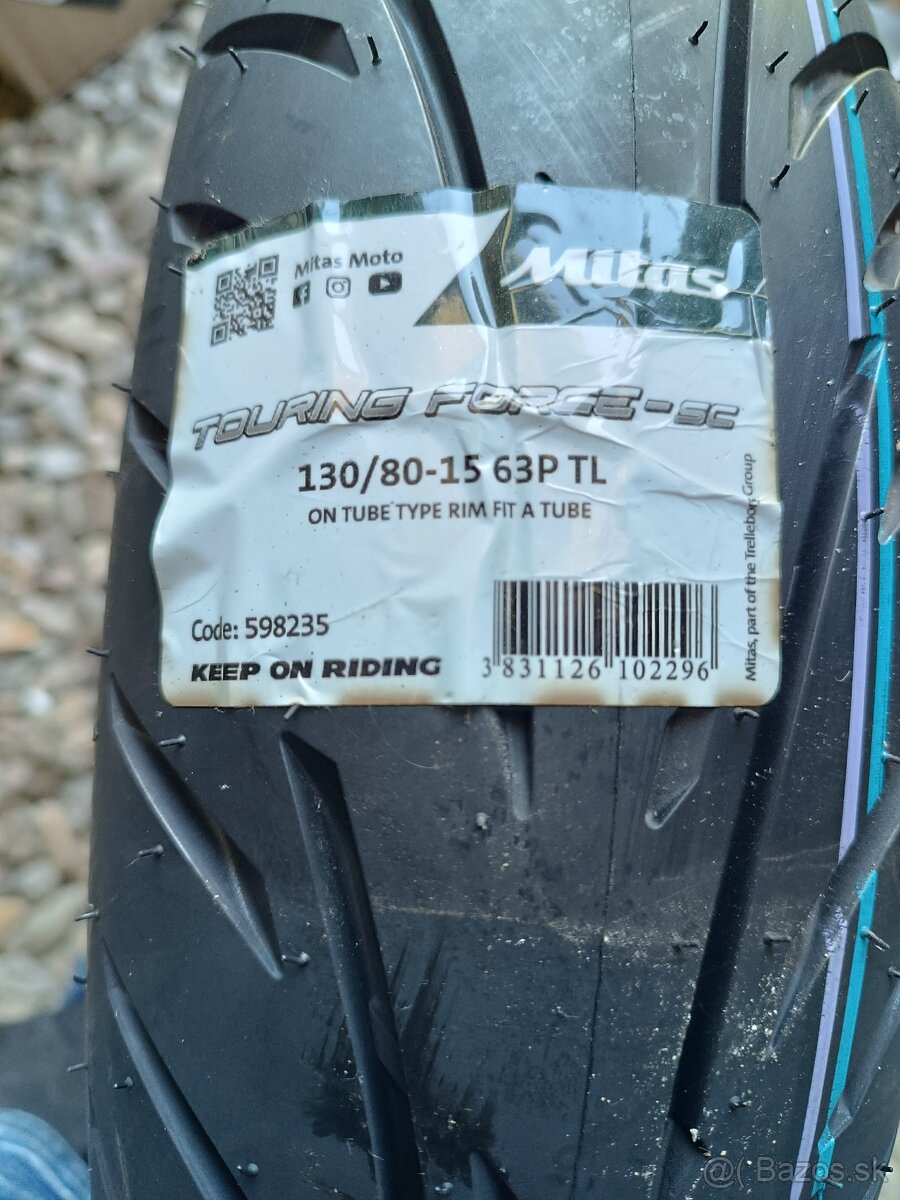 Mitas Moto
Mitas
TOURING FORCE-SC
130/80-15 63P TL
ON TUBE TYPE RIM FIT A TUBE
Code: 598235
KEEP ON RIDING
3 831126 102296
Mitas, part of the Trelleborg Group
@( Bazos.sk